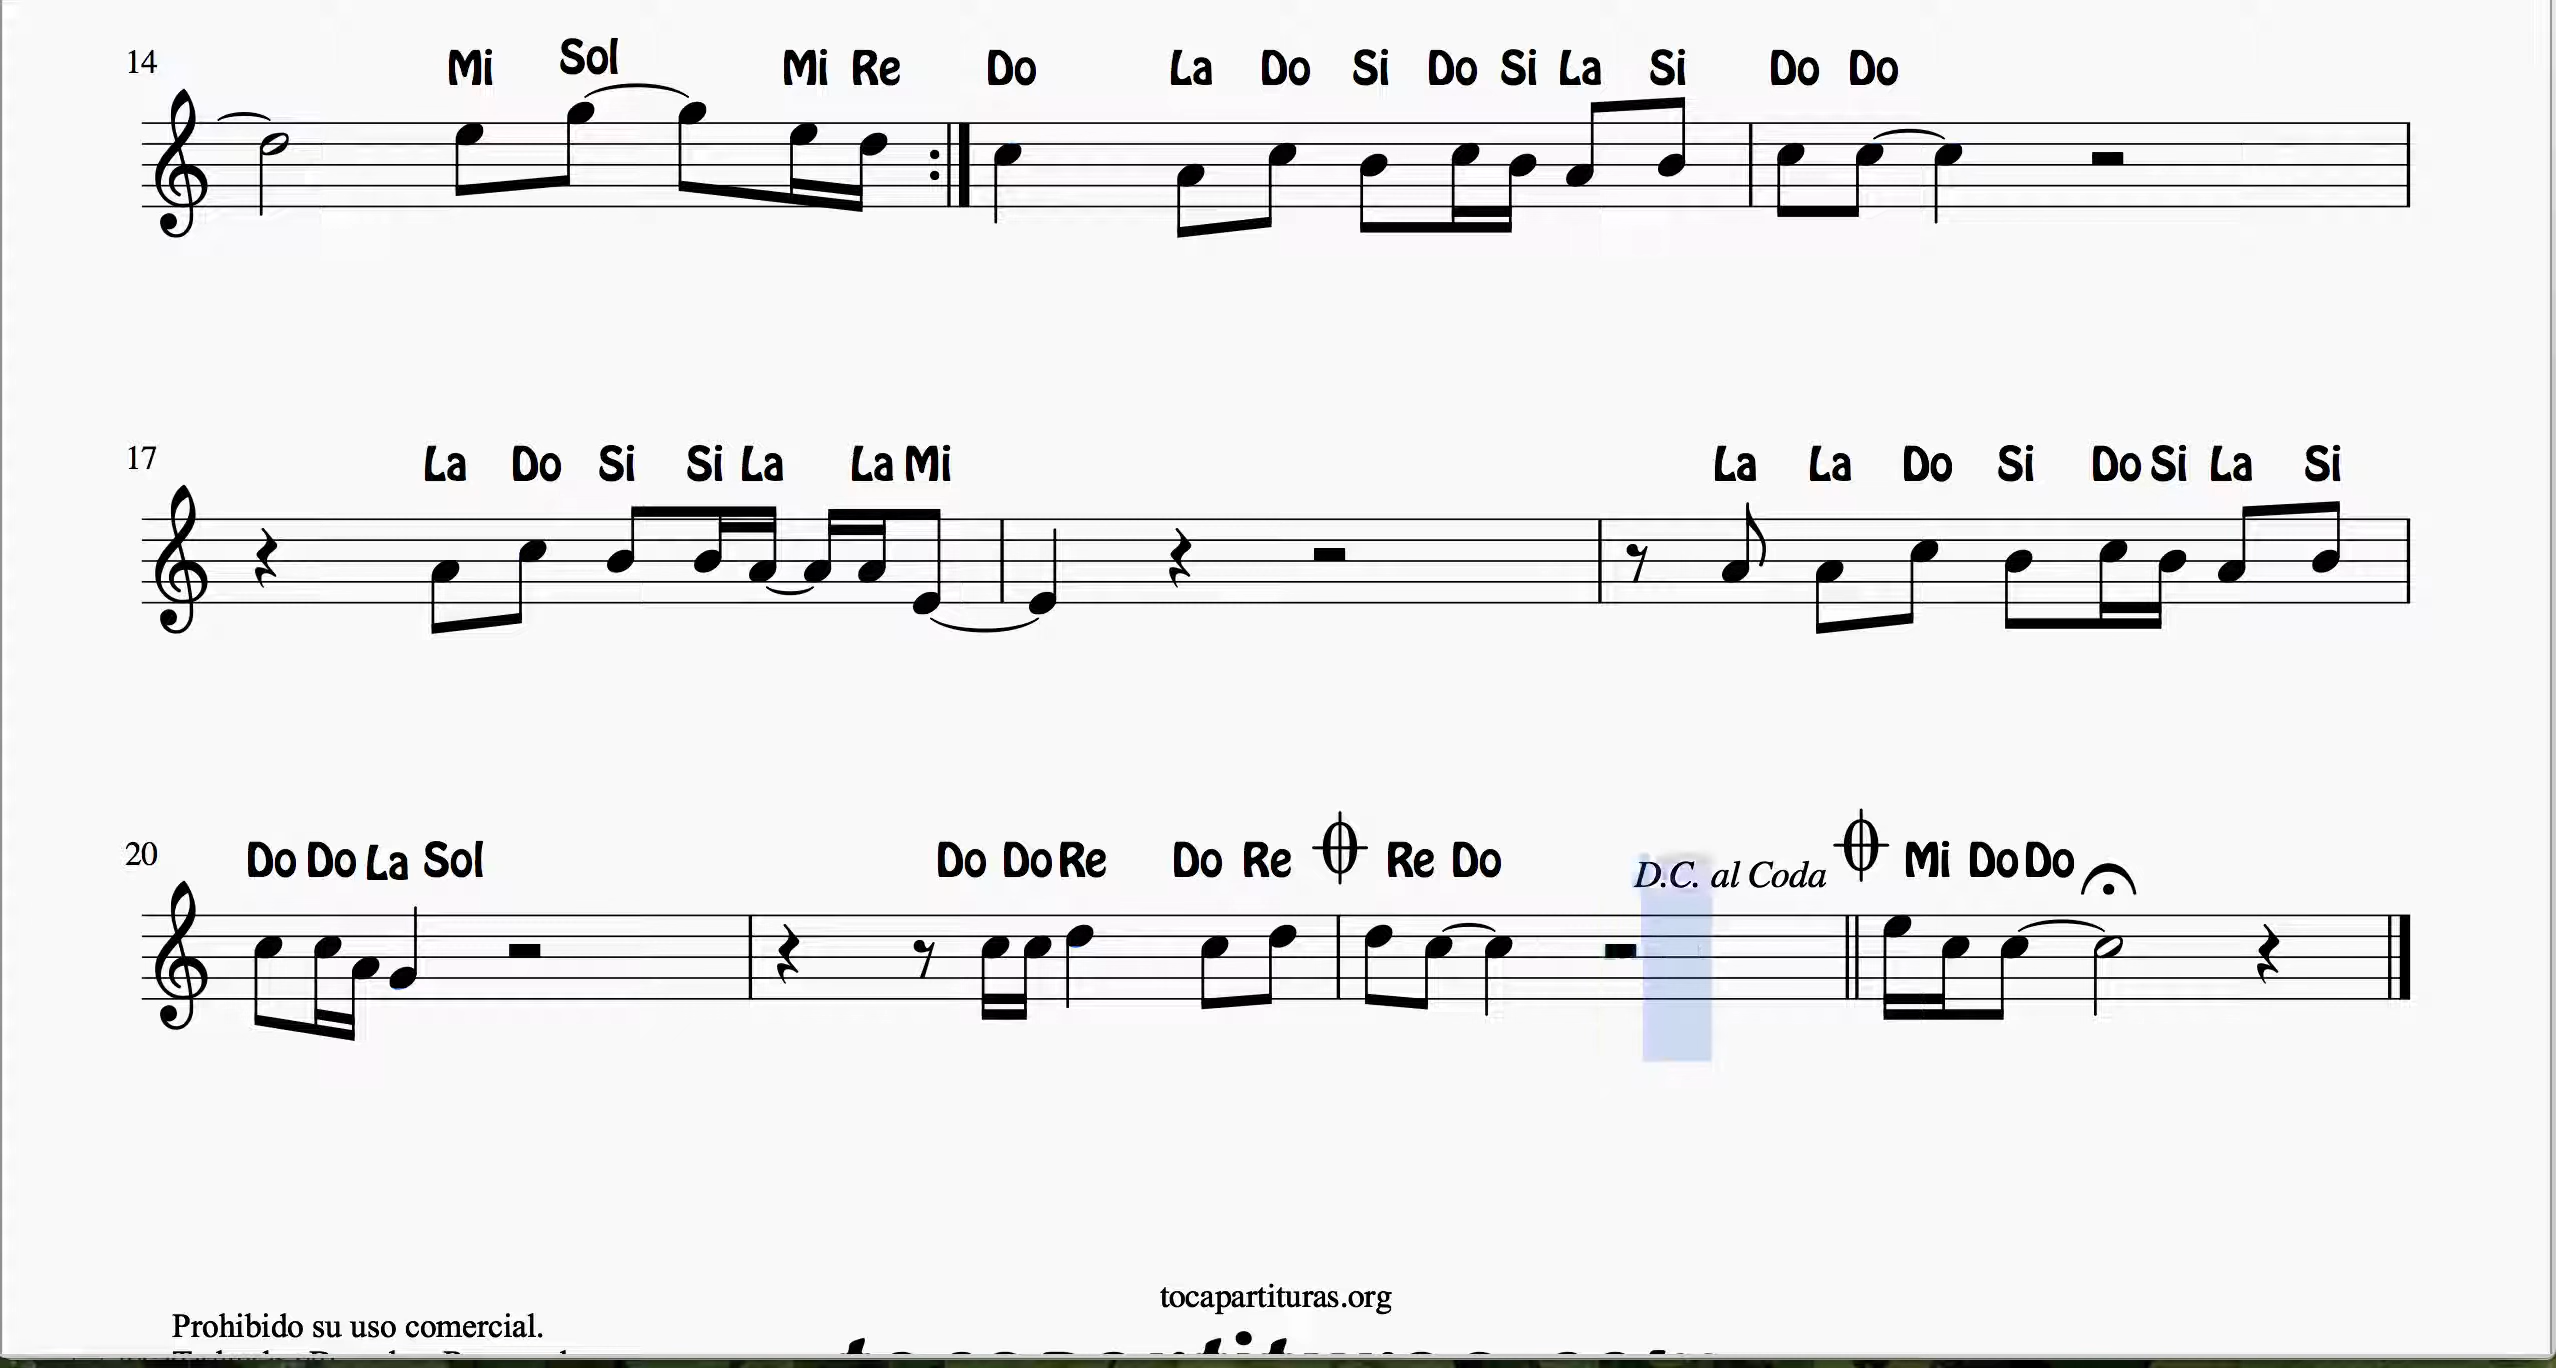 14 Mi Sol Mi Re Do La Do Si Do Si La Si Do Do
17 La Do Si Si La La Mi La La Do Si Do Si La Si
20 Do Do La Sol Do Do Re Do Re Re Do D.C. al Coda Mi Do Do
tocapartituras.org
Prohibido su uso comercial.